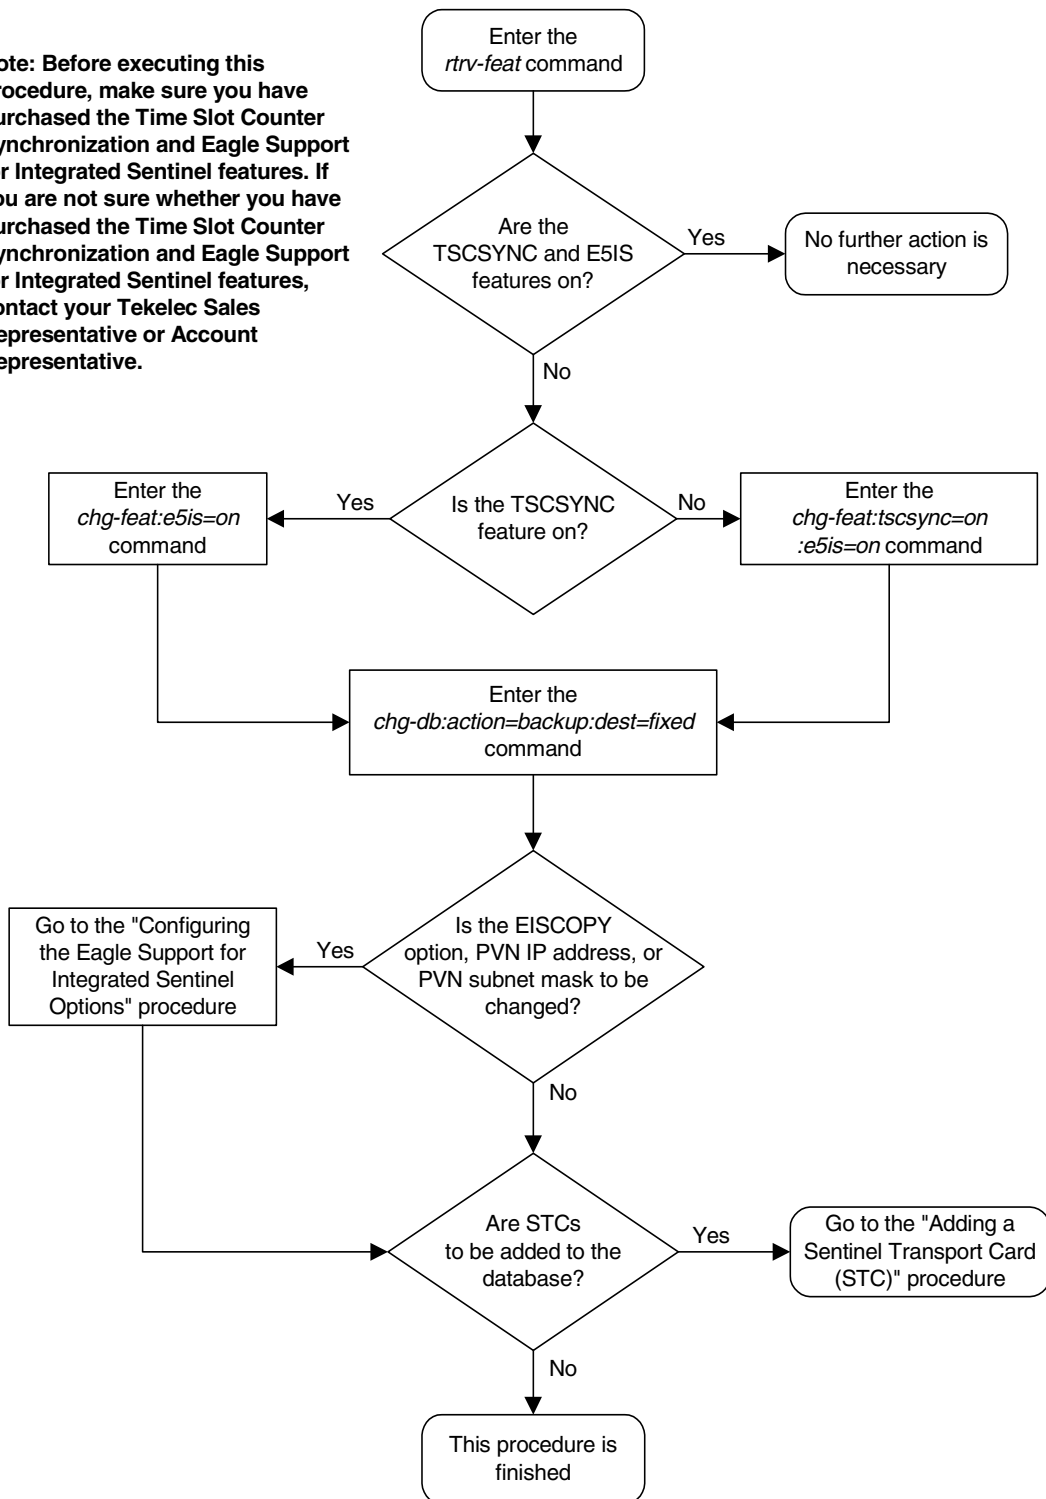 ote: Before executing this
rocedure, make sure you have
urchased the Time Slot Counter
ynchronization and Eagle Support
r Integrated Sentinel features. If
ou are not sure whether you have
urchased the Time Slot Counter
ynchronization and Eagle Support
r Integrated Sentinel features,
ontact your Tekelec Sales
epresentative or Account
epresentative.
Enter the
rtrv-feat command
Are the
TSCSYNC and E5IS
features on?
Yes
No further action is
necessary
No
Is the TSCSYNC
feature on?
Yes
Enter the
chg-feat:e5is=on
command
No
Enter the
chg-feat:tscsync=on
:e5is=on command
Enter the
chg-db:action=backup:dest=fixed
command
Is the EISCOPY
option, PVN IP address, or
PVN subnet mask to be
changed?
Yes
Go to the "Configuring
the Eagle Support for
Integrated Sentinel
Options" procedure
No
Are STCs
to be added to the
database?
Yes
Go to the "Adding a
Sentinel Transport Card
(STC)" procedure
No
This procedure is
finished